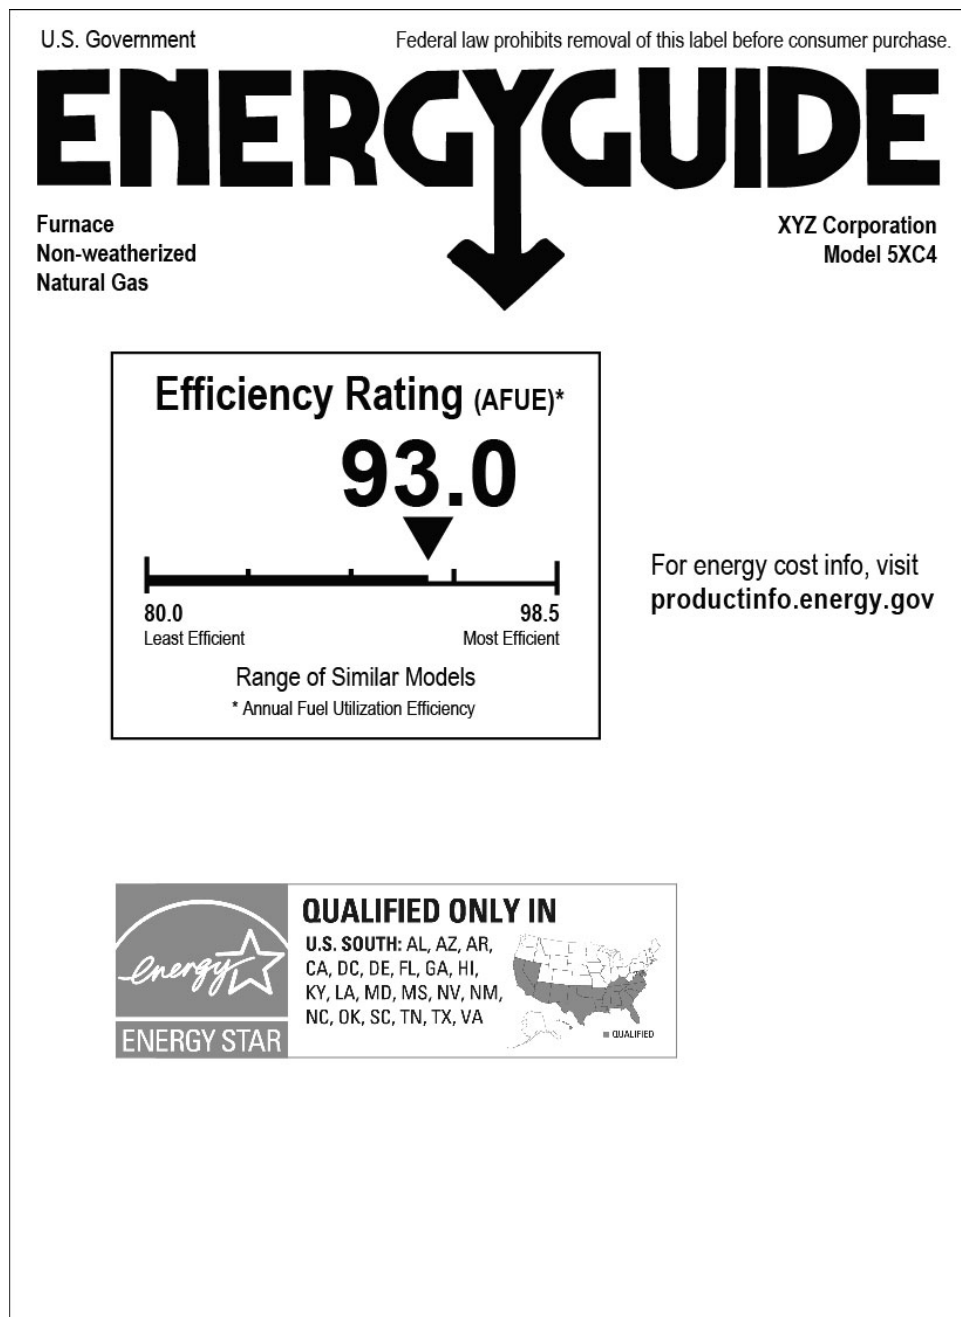 U.S. Government
Federal law prohibits removal of this label before consumer purchase.
ENERGYGUIDE
Furnace
Non-weatherized
Natural Gas
XYZ Corporation
Model 5XC4
Efficiency Rating (AFUE)*
93.0
80.0
Least Efficient
98.5
Most Efficient
Range of Similar Models
* Annual Fuel Utilization Efficiency
For energy cost info, visit
productinfo.energy.gov
energy
ENERGY STAR
QUALIFIED ONLY IN
U.S. SOUTH: AL, AZ, AR,
CA, DC, DE, FL, GA, HI,
KY, LA, MD, MS, NV, NM,
NC, OK, SC, TN, TX, VA
QUALIFIED